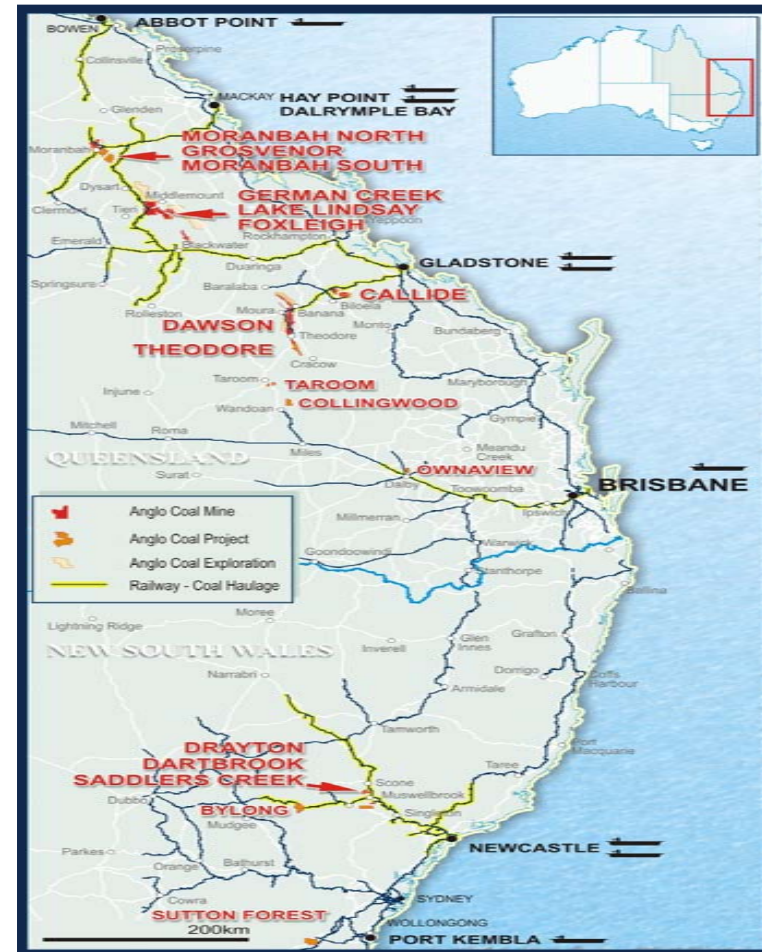 ABBOT POINT
BOWEN
Proserpine
Collinsville
Glenden
MACKAY
HAY POINT
DALRYMPLE BAY
MORANBAH NORTH
GROSVENOR
MORANBAH SOUTH
Moranbah
Dysart
Middlemount
GERMAN CREEK
LAKE LINDSAY
FOXLEIGH
Clermont
Tieri
Yeppoon
Emerald
Blackwater
Rockhampton
Duaringa
GLADSTONE
Springsure
Baralaba
CALLIDE
Biloela
Rolleston
Moura
Banana
DAWSON
Monto
Theodore
Bundaberg
THEODORE
Cracow
Taroom
TAROOM
Maryborough
Injune
COLLINGWOOD
Wandoan
Gympie
Mitchell
Roma
Miles
Meandu
Creek
QUEENSLAND
OWNAVIEW
Surat
Dalby
Toowoomba
BRISBANE
Ipswich
Millmerran
Warwick
Goondoowindi
Stanthorpe
Ballina
Anglo Coal Mine
Anglo Coal Project
Anglo Coal Exploration
Railway - Coal Haulage
Moree
Lightning Ridge
Glen
Innes
Grafton
NEW SOUTH WALES
Inverell
Dorrigo
Coffs
Harbour
Narrabri
Armidale
Tamworth
Port
Macquarie
DRAYTON
DARTBROOK
SADDLERS CREEK
Taree
Scone
Muswellbrook
Dubbo
BYLONG
Singleton
Mudgee
NEWCASTLE
Parkes
Orange
Bathurst
Cowra
SYDNEY
SUTTON FOREST
WOLLONGONG
200km
PORT KEMBLA